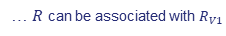 … R can be associated with R_{V1}